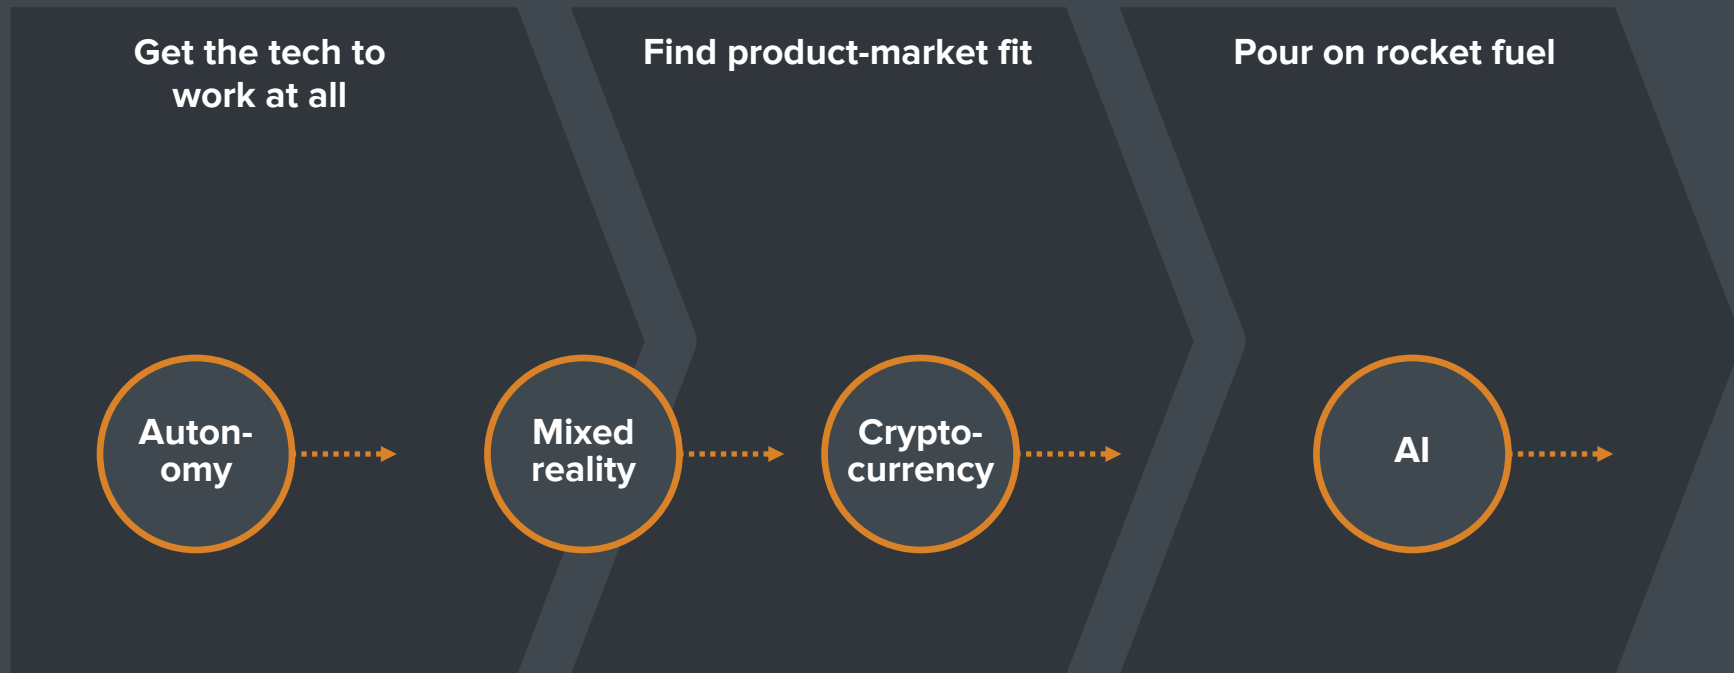 Get the tech to
work at all
Find product-market fit
Pour on rocket fuel
Auton-
omy
Mixed
reality
Crypto-
currency
AI